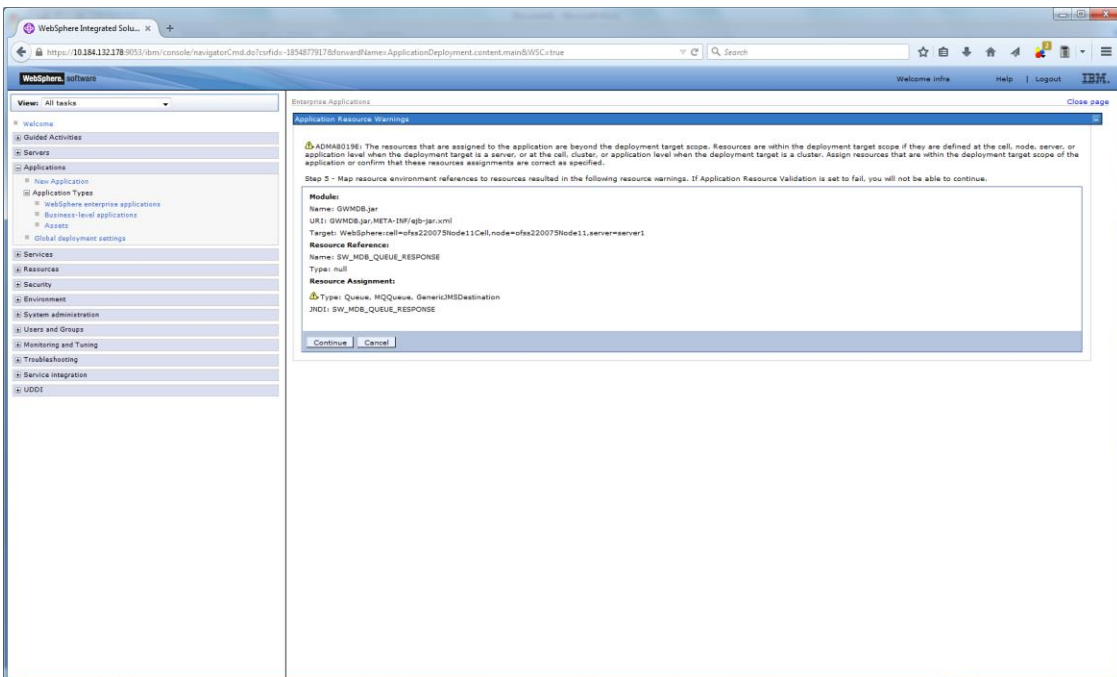 WebSphere Integrated Solu... × +
https://10.184.132.178:9053/ibm/console/navigatorCmd.do?csrfid=-1854877917&forwardName=ApplicationDeployment.content.main&WSC=true
Search
2
WebSphere. software
Welcome infra Help | Logout IBM.
View: All tasks
Welcome
Guided Activities
Servers
Applications
New Application
Application Types
WebSphere enterprise applications
Business-level applications
Assets
Global deployment settings
Services
Resources
Security
Environment
System administration
Users and Groups
Monitoring and Tuning
Troubleshooting
Service integration
UDDI
Enterprise Applications Close page
Application Resource Warnings
ADMA8019E: The resources that are assigned to the application are beyond the deployment target scope. Resources are within the deployment target scope if they are defined at the cell, node, server, or
application level when the deployment target is a server, or at the cell, cluster, or application level when the deployment target is a cluster. Assign resources that are within the deployment target scope of the
application or confirm that these resources assignments are correct as specified.
Step 5 - Map resource environment references to resources resulted in the following resource warnings. If Application Resource Validation is set to fail, you will not be able to continue.
Module:
Name: GWMDB.jar
URI: GWMDB.jar,META-INF/ejb-jar.xml
Target: WebSphere:cell=ofss220075Node11Cell,node=ofss220075Node11,server=server1
Resource Reference:
Name: SW_MDB_QUEUE_RESPONSE
Type: null
Resource Assignment:
Type: Queue, MQQueue, GenericJMSDestination
JNDI: SW_MDB_QUEUE_RESPONSE
Continue Cancel